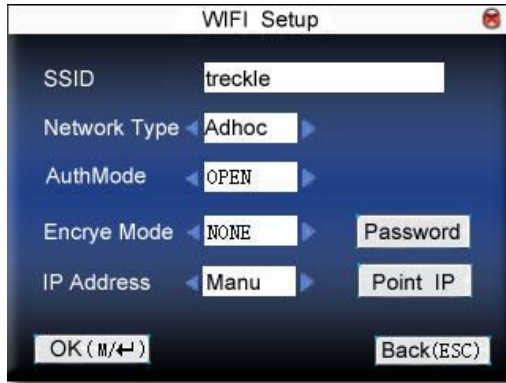 WIFI Setup
SSID treckle
Network Type Adhoc
AuthMode OPEN
Encrye Mode NONE Password
IP Address Manu Point IP
OK(M/↵) Back(ESC)